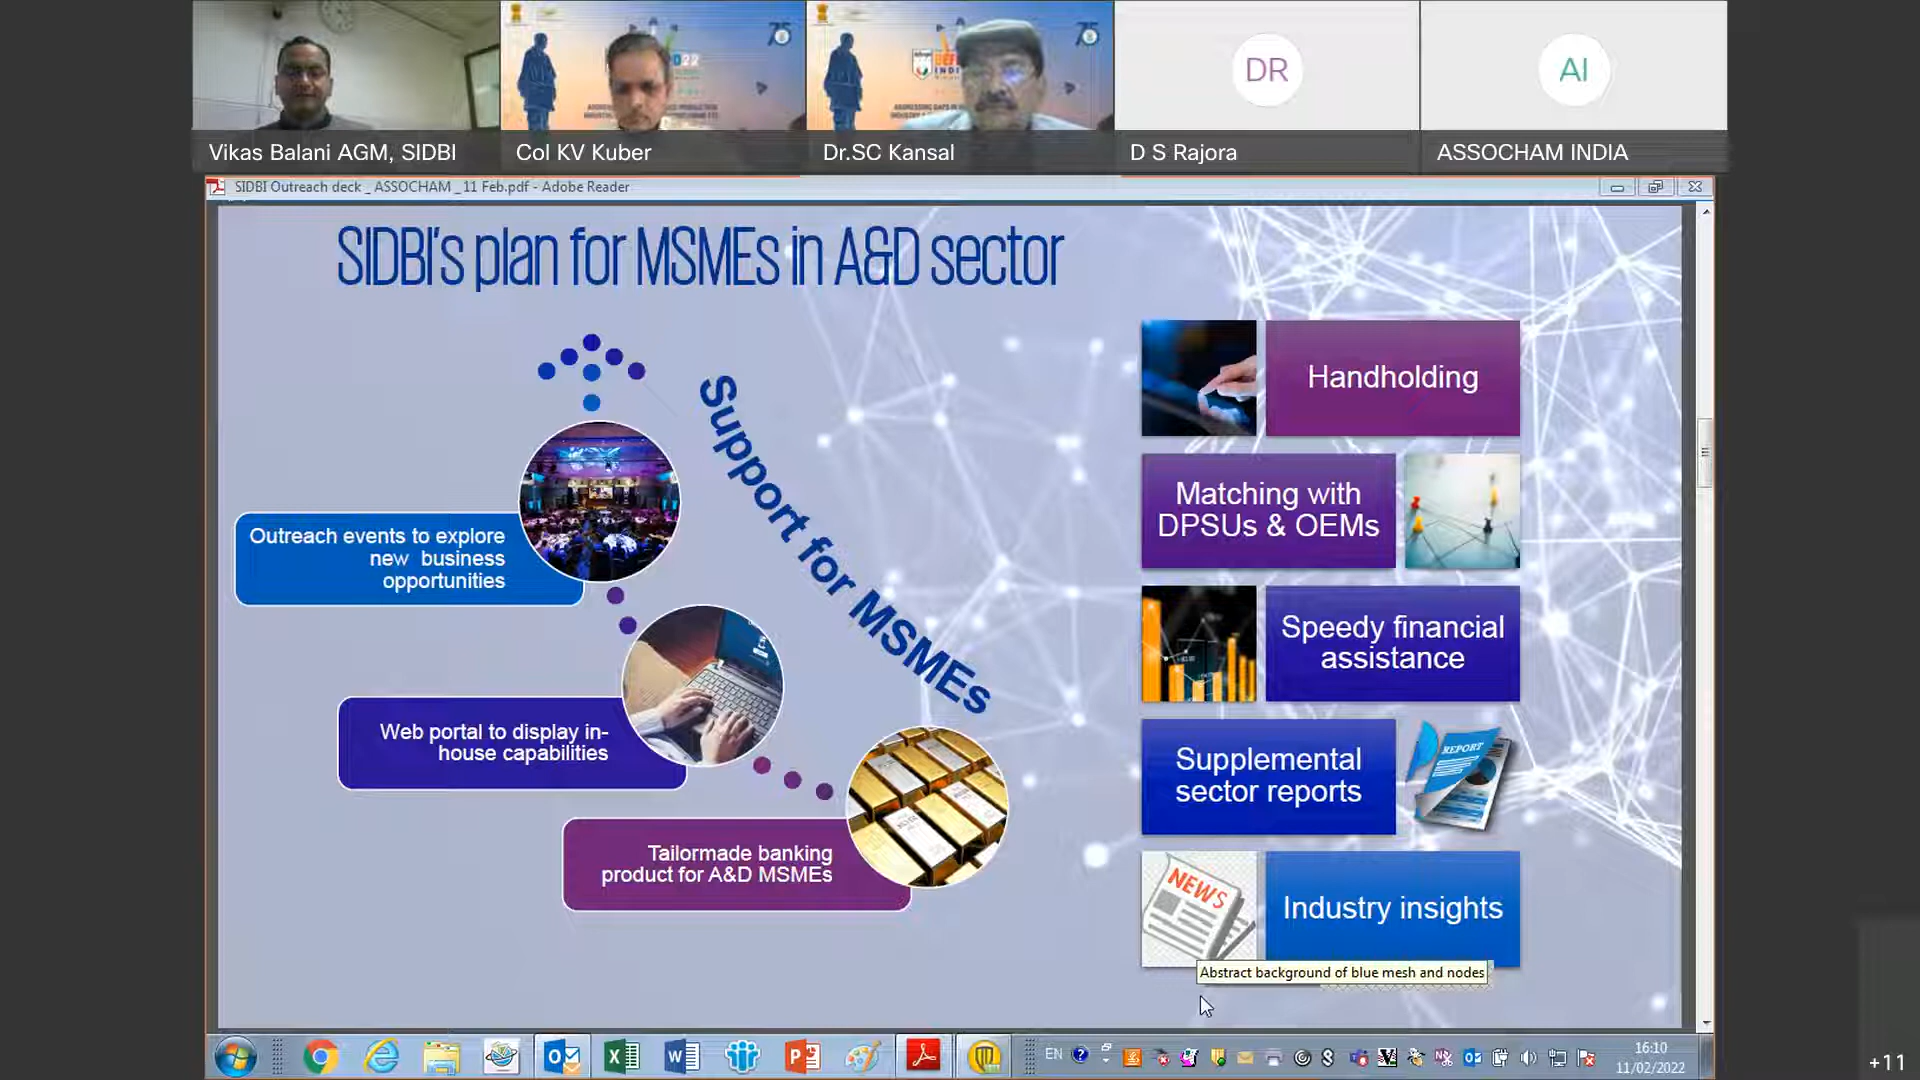 Vikas Balani AGM, SIDBI
Col KV Kuber
Dr.SC Kansal
DR
D S Rajora
AI
ASSOCHAM INDIA
SIDBI Outreach deck _ ASSOCHAM _11 Feb.pdf - Adobe Reader
SIDBI's plan for MSMEs in A&D sector
Support for MSMEs
Outreach events to explore
new business
opportunities
Web portal to display in-
house capabilities
Tailormade banking
product for A&D MSMEs
Handholding
Matching with
DPSUs & OEMs
Speedy financial
assistance
Supplemental
sector reports
REPORT
NEWS
Industry insights
Abstract background of blue mesh and nodes
EN
16:10
11/02/2022
+11